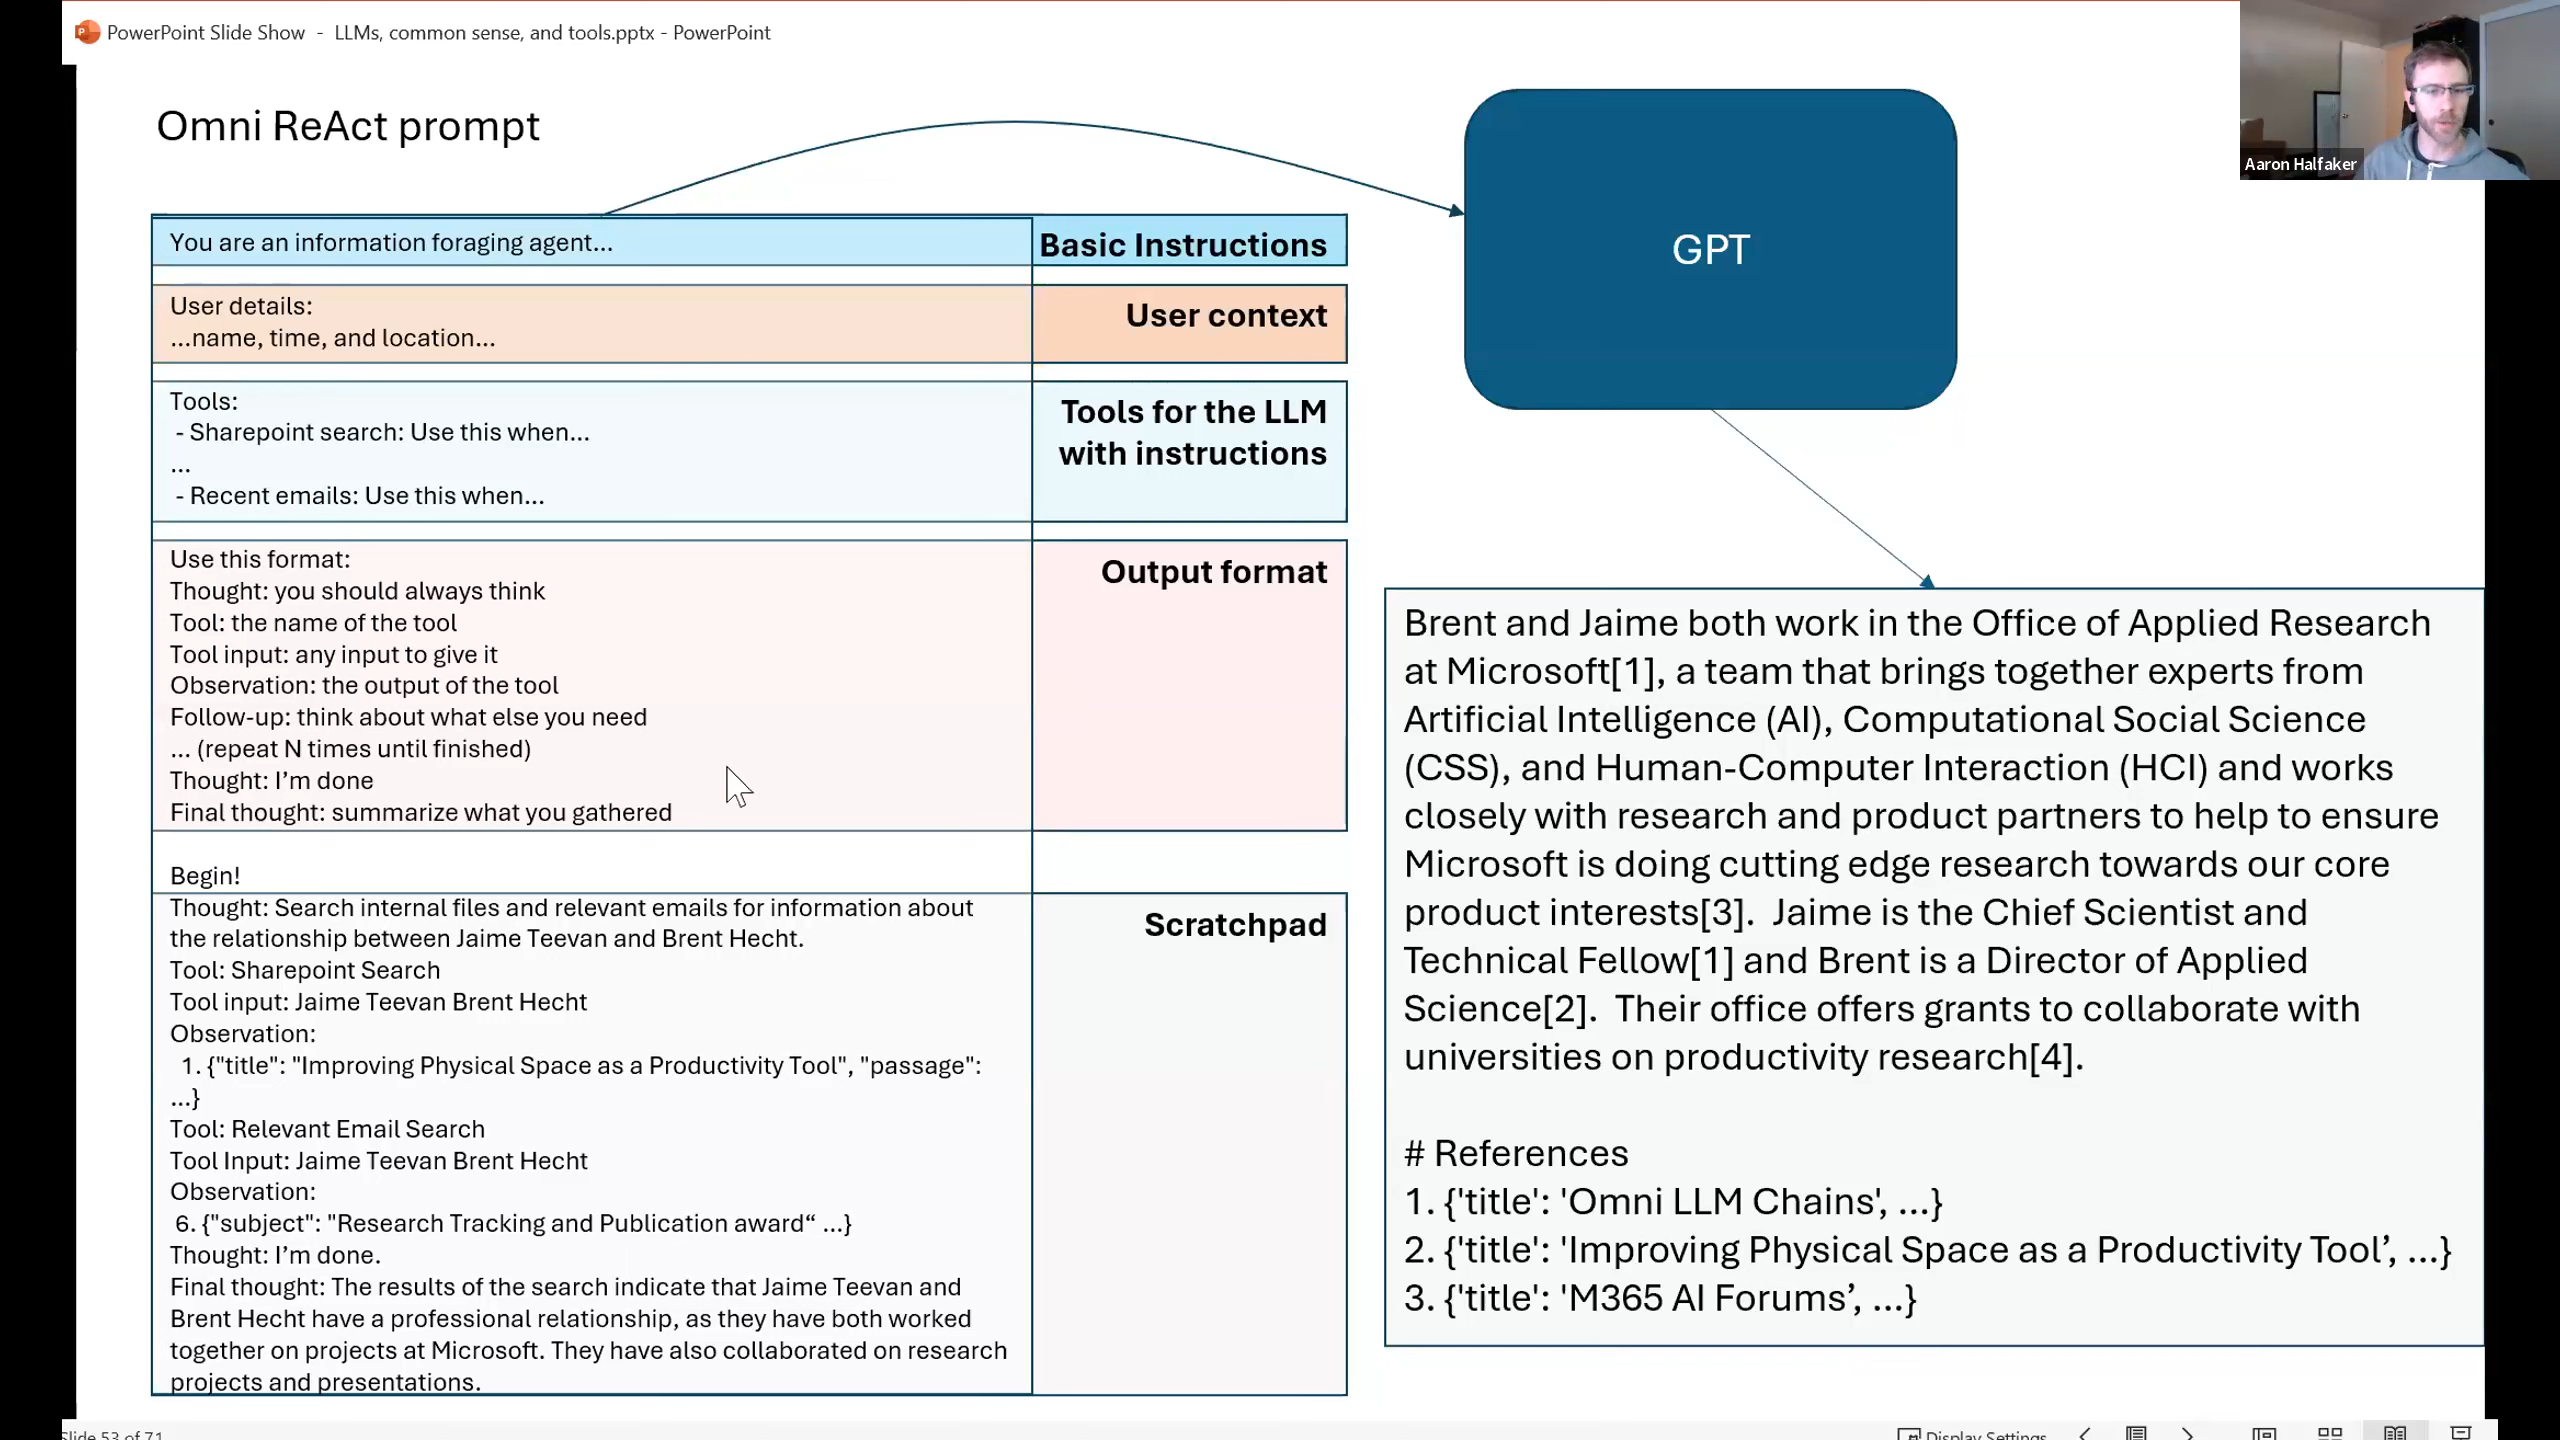 PowerPoint Slide Show - LLMs, common sense, and tools.pptx - PowerPoint
Aaron Halfaker
Omni ReAct prompt
You are an information foraging agent...
Basic Instructions
User details:
...name, time, and location...
User context
Tools:
- Sharepoint search: Use this when...
...
- Recent emails: Use this when...
Tools for the LLM
with instructions
Use this format:
Thought: you should always think
Tool: the name of the tool
Tool input: any input to give it
Observation: the output of the tool
Follow-up: think about what else you need
... (repeat N times until finished)
Thought: I’m done
Final thought: summarize what you gathered
Output format
Begin!
Thought: Search internal files and relevant emails for information about
the relationship between Jaime Teevan and Brent Hecht.
Tool: Sharepoint Search
Tool input: Jaime Teevan Brent Hecht
Observation:
1. {"title": "Improving Physical Space as a Productivity Tool", "passage":
...}
Tool: Relevant Email Search
Tool Input: Jaime Teevan Brent Hecht
Observation:
6. {"subject": "Research Tracking and Publication award“ ...}
Thought: I’m done.
Final thought: The results of the search indicate that Jaime Teevan and
Brent Hecht have a professional relationship, as they have both worked
together on projects at Microsoft. They have also collaborated on research
projects and presentations.
Scratchpad
GPT
Brent and Jaime both work in the Office of Applied Research
at Microsoft[1], a team that brings together experts from
Artificial Intelligence (AI), Computational Social Science
(CSS), and Human-Computer Interaction (HCI) and works
closely with research and product partners to help to ensure
Microsoft is doing cutting edge research towards our core
product interests[3].  Jaime is the Chief Scientist and
Technical Fellow[1] and Brent is a Director of Applied
Science[2].  Their office offers grants to collaborate with
universities on productivity research[4].
# References
1. {'title': 'Omni LLM Chains', ...}
2. {'title': 'Improving Physical Space as a Productivity Tool’, ...}
3. {'title': 'M365 AI Forums’, ...}
Slide 53 of 71
Display Settings